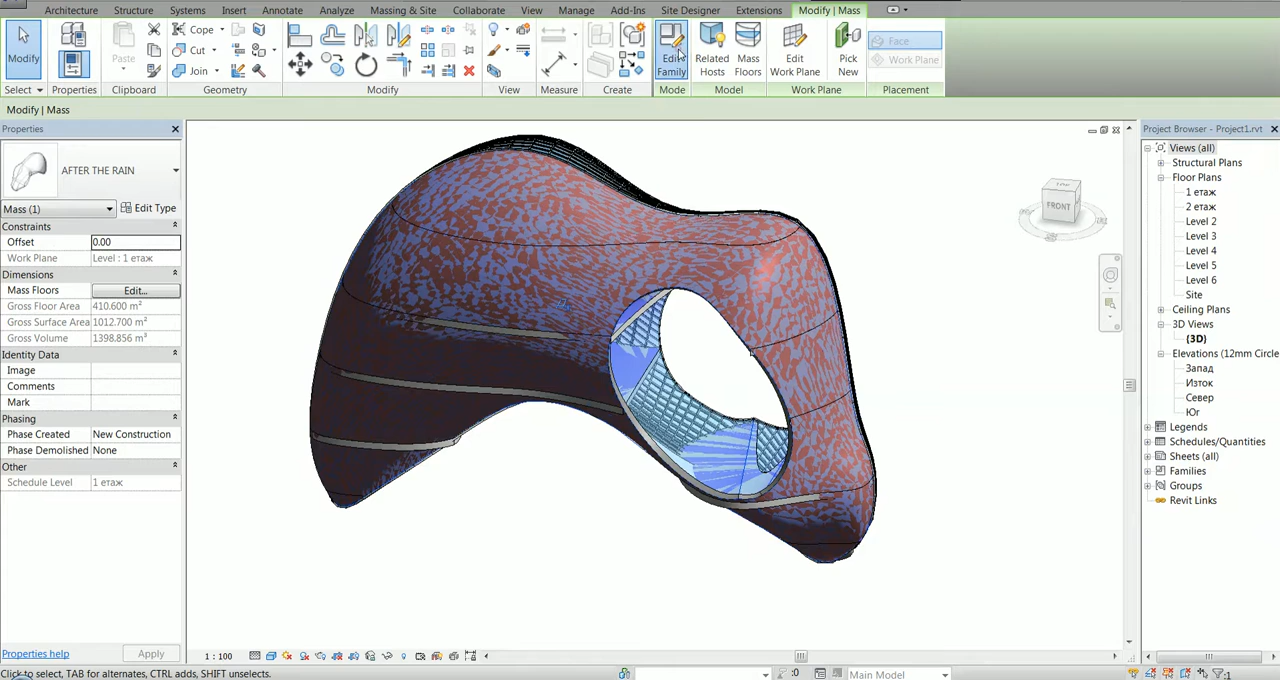 Architecture Structure Systems Insert Annotate Analyze Massing & Site Collaborate View Manage Add-Ins Site Designer Extensions Modify | Mass
Modify
Paste
Cope
Cut
Join
Edit Family
Related Hosts
Mass Floors
Edit Work Plane
Pick New
Face
Work Plane
Select Properties Clipboard Geometry Modify View Measure Create Mode Model Work Plane Placement
Modify | Mass
Properties
AFTER THE RAIN
Mass (1)
Edit Type
Constraints
Offset 0.00
Work Plane Level : 1 етаж
Dimensions
Mass Floors Edit...
Gross Floor Area 410.600 m²
Gross Surface Area 1012.700 m²
Gross Volume 1398.856 m³
Identity Data
Image
Comments
Mark
Phasing
Phase Created New Construction
Phase Demolished None
Other
Schedule Level 1 етаж
Properties help
Apply
TOP
FRONT
Project Browser - Project1.rvt
Views (all)
Structural Plans
Floor Plans
1 етаж
2 етаж
Level 2
Level 3
Level 4
Level 5
Level 6
Site
Ceiling Plans
3D Views
(3D)
Elevations (12mm Circle
Запад
Изток
Север
Юг
Legends
Schedules/Quantities
Sheets (all)
Families
Groups
Revit Links
1 : 100
Click to select, TAB for alternates, CTRL adds, SHIFT unselects.
:0
Main Model
:1